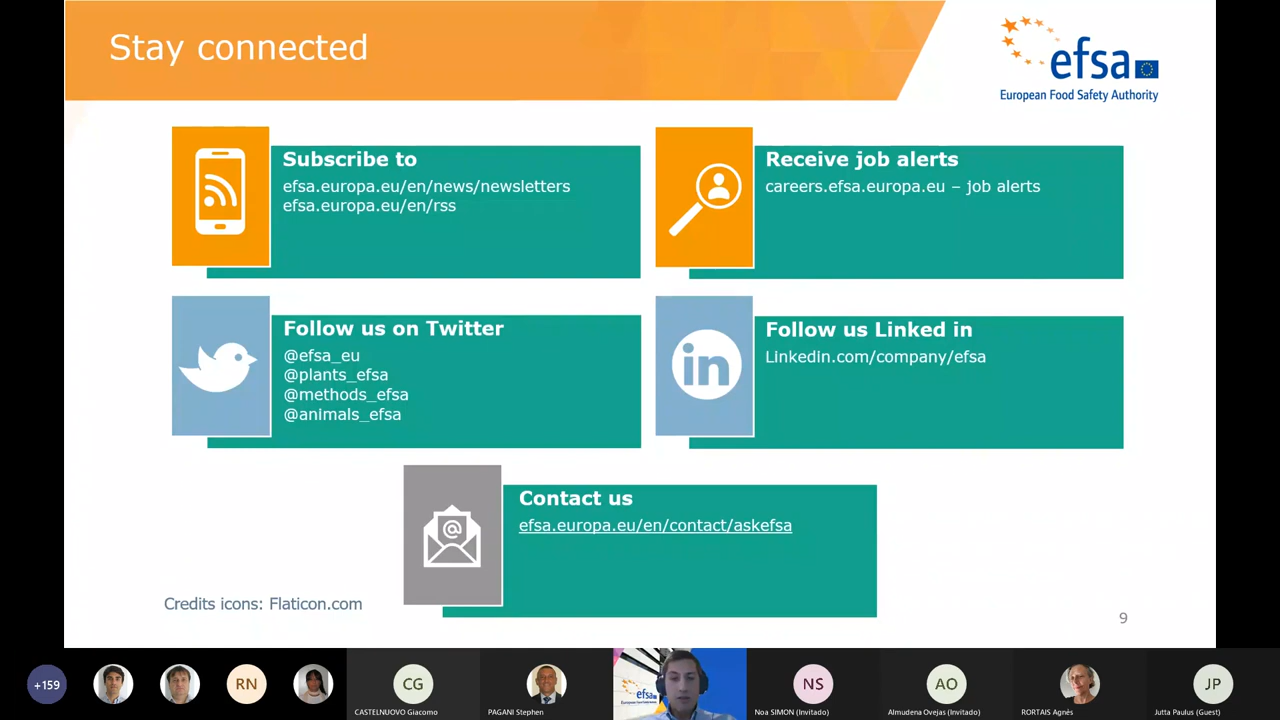 Stay connected
efsa
European Food Safety Authority
Subscribe to
efsa.europa.eu/en/news/newsletters
efsa.europa.eu/en/rss
Receive job alerts
careers.efsa.europa.eu – job alerts
Follow us on Twitter
@efsa_eu
@plants_efsa
@methods_efsa
@animals_efsa
in
Follow us Linked in
Linkedin.com/company/efsa
@
Contact us
efsa.europa.eu/en/contact/askefsa
Credits icons: Flaticon.com
9
+159
RN
CG
CASTELNUOVO Giacomo
PAGANI Stephen
efsa
NS
Noa SIMON (Invitado)
AO
Almudena Ovejas (Invitado)
RORTAIS Agnés
JP
Jutta Paulus (Guest)